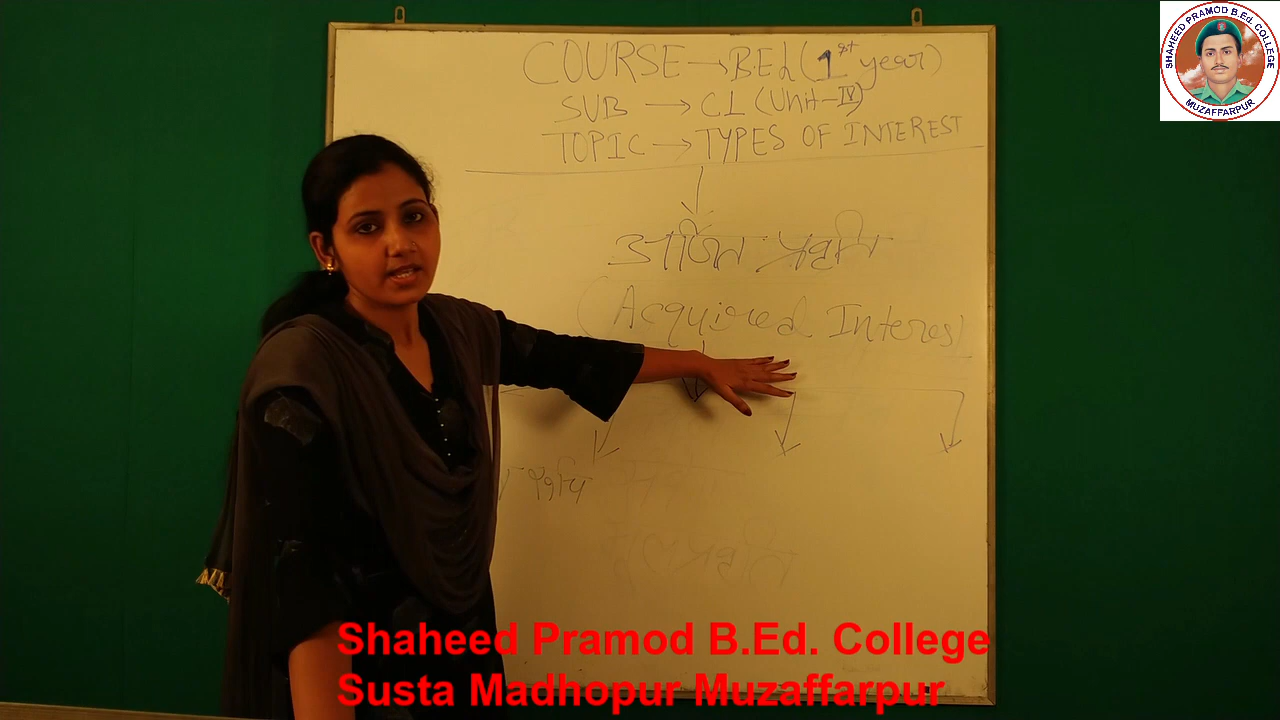 COURSE → B.Ed (1st year)
SUB → C1 (Unit-IV)
TOPIC → TYPES OF INTEREST
अर्जित प्रवृति
(Acquired Interest)
SHAHEED PRAMOD B.Ed. COLLEGE
MUZAFFARPUR
Shaheed Pramod B.Ed. College
Susta Madhopur Muzaffarpur